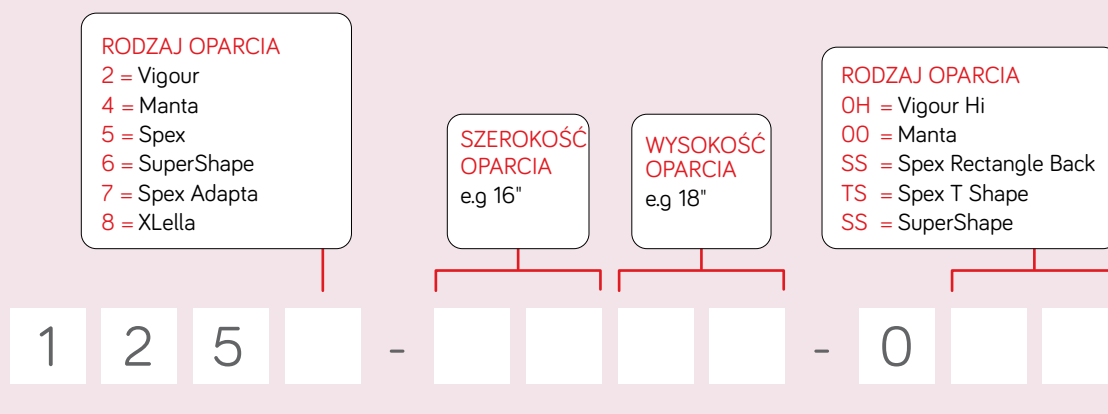 RODZAJ OPARCIA
2 = Vigour
4 = Manta
5 = Spex
6 = SuperShape
7 = Spex Adapta
8 = XLella
SZEROKOŚĆ
OPARCIA
e.g 16"
WYSOKOŚĆ
OPARCIA
e.g 18"
RODZAJ OPARCIA
0H = Vigour Hi
00 = Manta
SS = Spex Rectangle Back
TS = Spex T Shape
SS = SuperShape
1 2 5 - - 0